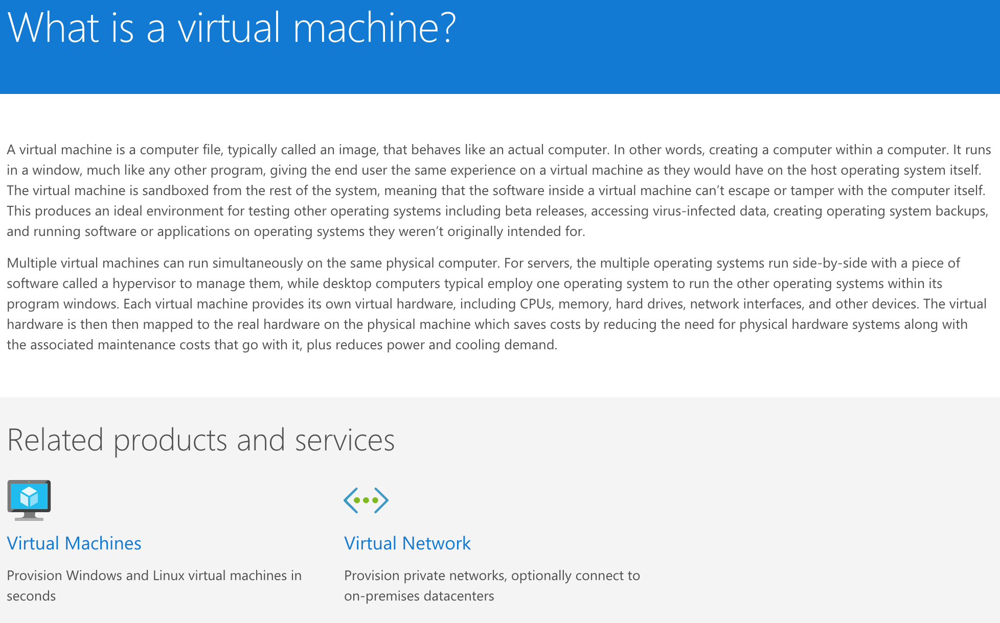 What is a virtual machine?
A virtual machine is a computer file, typically called an image, that behaves like an actual computer. In other words, creating a computer within a computer. It runs
in a window, much like any other program, giving the end user the same experience on a virtual machine as they would have on the host operating system itself.
The virtual machine is sandboxed from the rest of the system, meaning that the software inside a virtual machine can’t escape or tamper with the computer itself.
This produces an ideal environment for testing other operating systems including beta releases, accessing virus-infected data, creating operating system backups,
and running software or applications on operating systems they weren’t originally intended for.
Multiple virtual machines can run simultaneously on the same physical computer. For servers, the multiple operating systems run side-by-side with a piece of
software called a hypervisor to manage them, while desktop computers typical employ one operating system to run the other operating systems within its
program windows. Each virtual machine provides its own virtual hardware, including CPUs, memory, hard drives, network interfaces, and other devices. The virtual
hardware is then then mapped to the real hardware on the physical machine which saves costs by reducing the need for physical hardware systems along with
the associated maintenance costs that go with it, plus reduces power and cooling demand.
Related products and services
Virtual Machines
Provision Windows and Linux virtual machines in
seconds
Virtual Network
Provision private networks, optionally connect to
on-premises datacenters